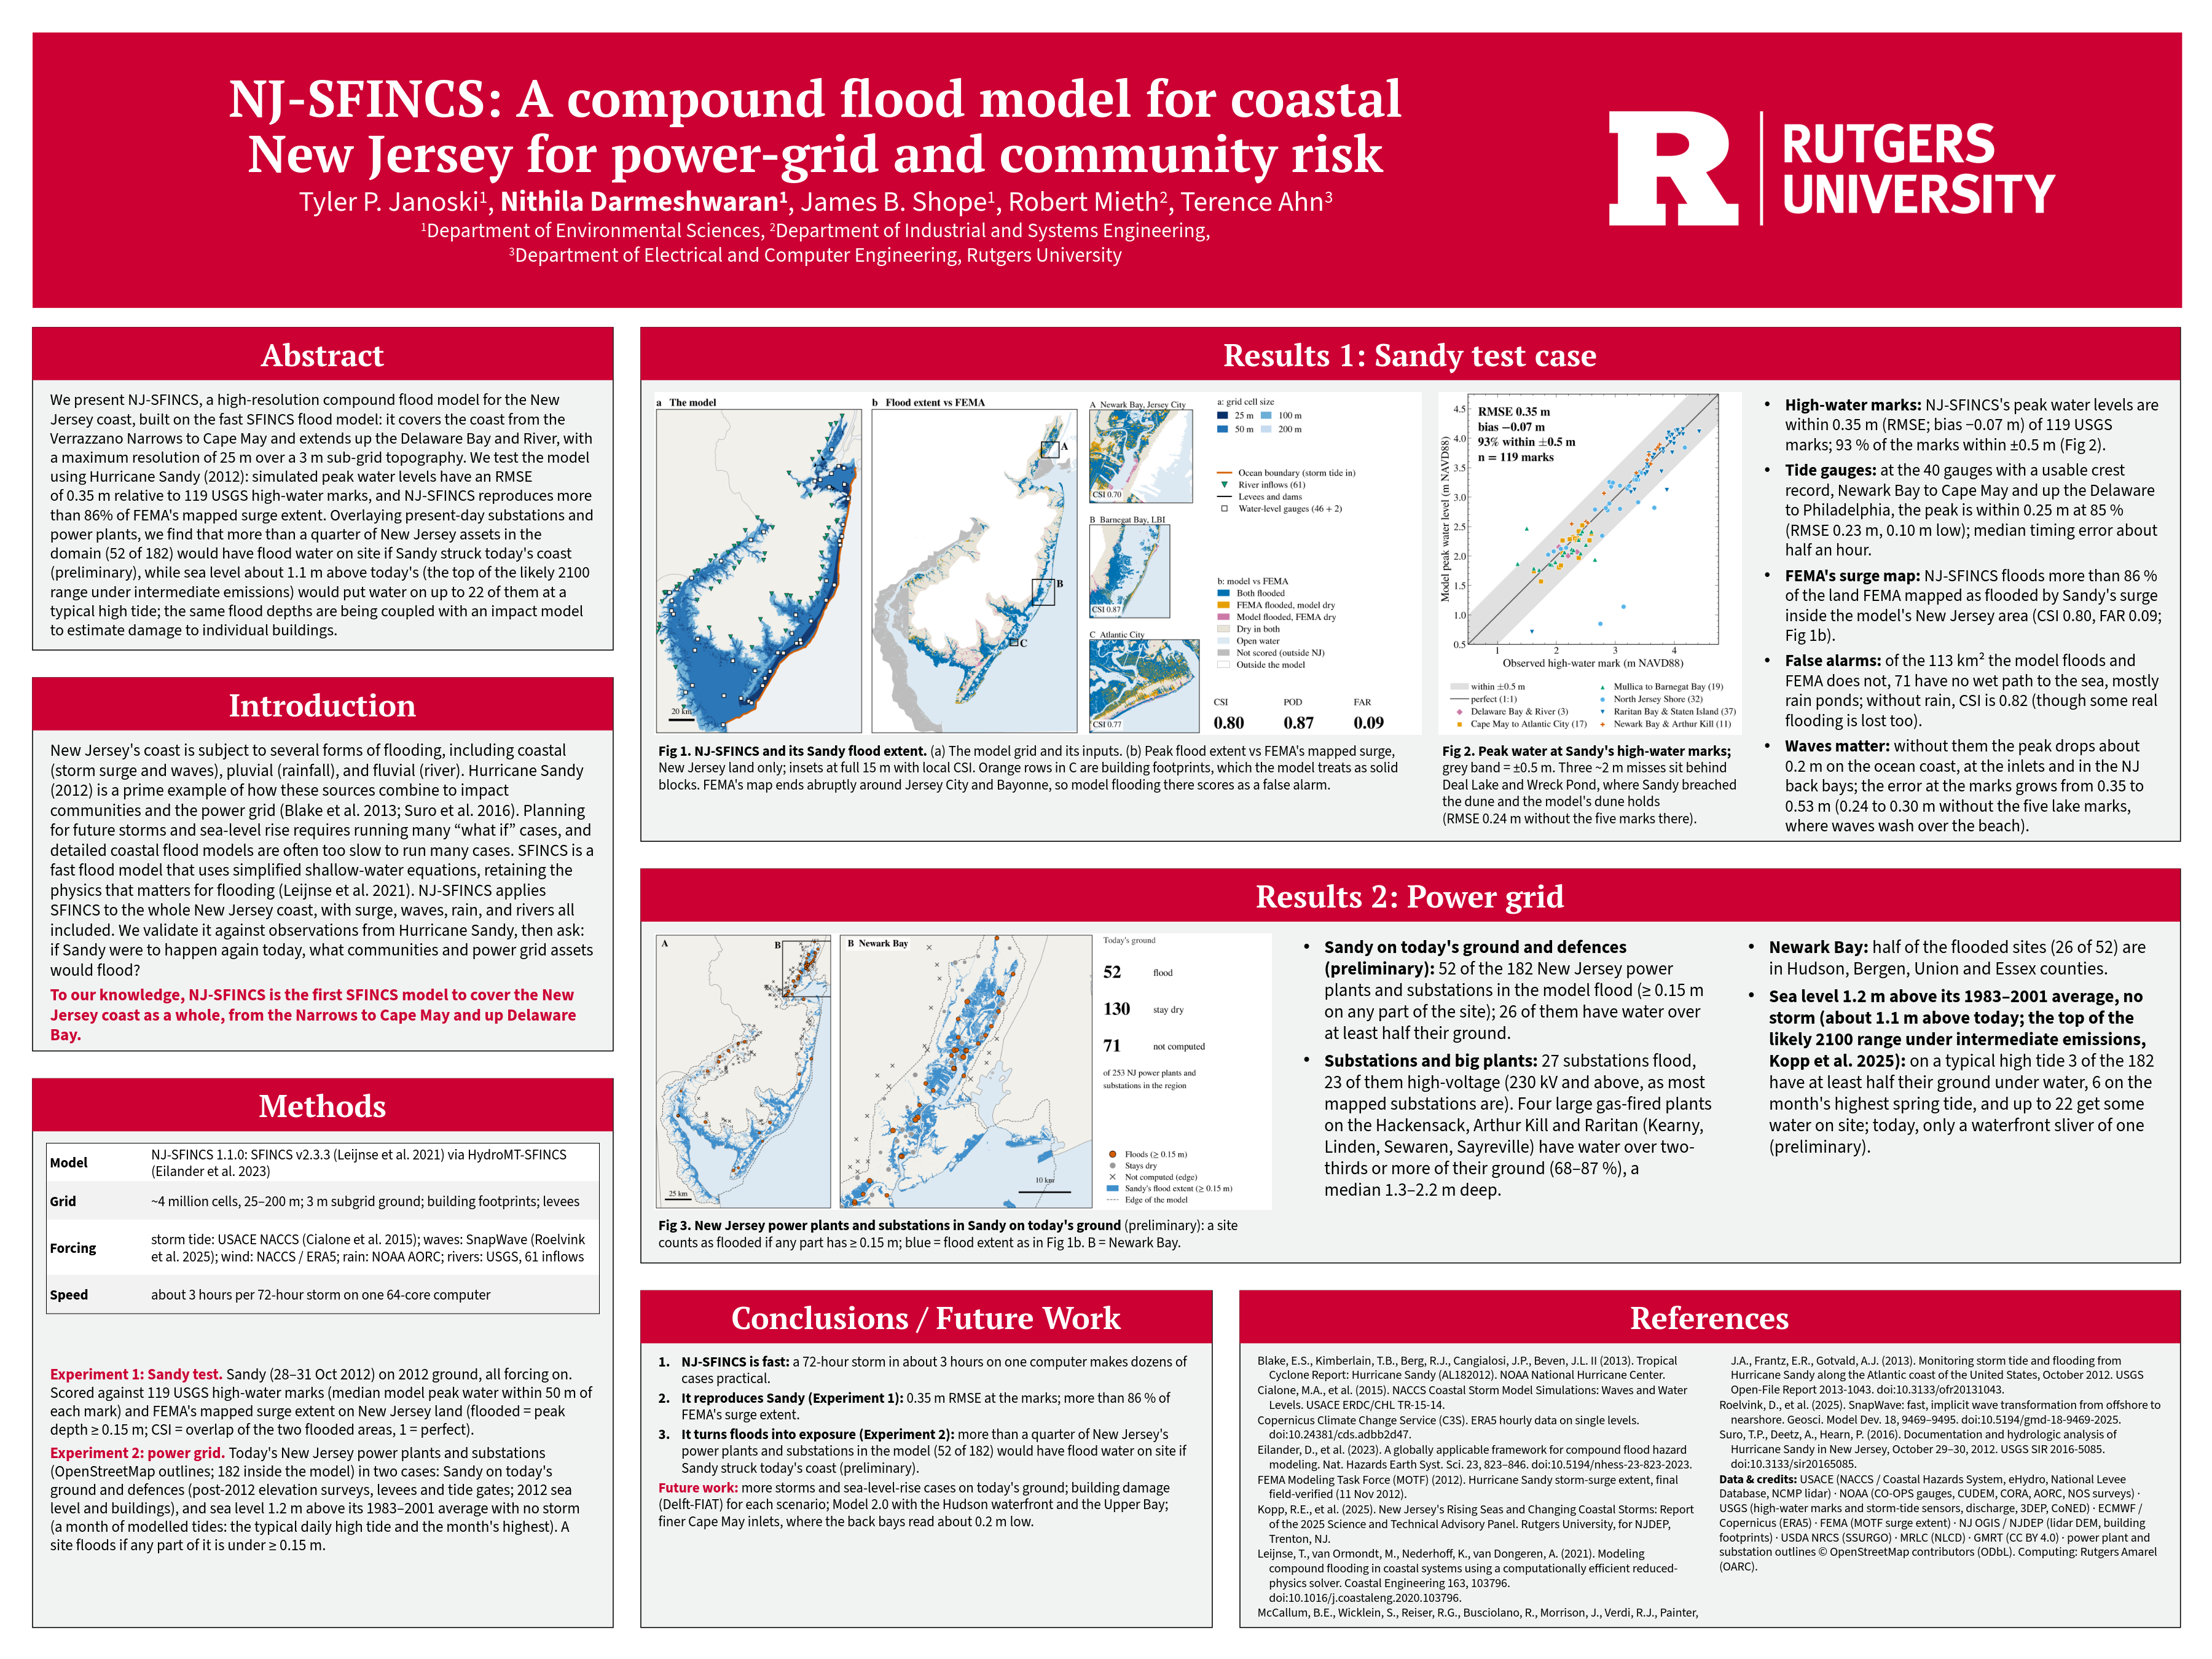 NJ-SFINCS: A compound flood model for coastal
New Jersey for power-grid and community risk
Tyler P. Janoski¹, Nithila Darmeshwaran¹, James B. Shope¹, Robert Mieth², Terence Ahn³
¹Department of Environmental Sciences, ²Department of Industrial and Systems Engineering,
³Department of Electrical and Computer Engineering, Rutgers University
R
RUTGERS
UNIVERSITY
Abstract
We present NJ-SFINCS, a high-resolution compound flood model for the New
Jersey coast, built on the fast SFINCS flood model: it covers the coast from the
Verrazzano Narrows to Cape May and extends up the Delaware Bay and River, with
a maximum resolution of 25 m over a 3 m sub-grid topography. We test the model
using Hurricane Sandy (2012): simulated peak water levels have an RMSE
of 0.35 m relative to 119 USGS high-water marks, and NJ-SFINCS reproduces more
than 86% of FEMA's mapped surge extent. Overlaying present-day substations and
power plants, we find that more than a quarter of New Jersey assets in the
domain (52 of 182) would have flood water on site if Sandy struck today's coast
(preliminary), while sea level about 1.1 m above today's (the top of the likely 2100
range under intermediate emissions) would put water on up to 22 of them at a
typical high tide; the same flood depths are being coupled with an impact model
to estimate damage to individual buildings.
Introduction
New Jersey's coast is subject to several forms of flooding, including coastal
(storm surge and waves), pluvial (rainfall), and fluvial (river). Hurricane Sandy
(2012) is a prime example of how these sources combine to impact
communities and the power grid (Blake et al. 2013; Suro et al. 2016). Planning
for future storms and sea-level rise requires running many “what if” cases, and
detailed coastal flood models are often too slow to run many cases. SFINCS is a
fast flood model that uses simplified shallow-water equations, retaining the
physics that matters for flooding (Leijnse et al. 2021). NJ-SFINCS applies
SFINCS to the whole New Jersey coast, with surge, waves, rain, and rivers all
included. We validate it against observations from Hurricane Sandy, then ask:
if Sandy were to happen again today, what communities and power grid assets
would flood?
To our knowledge, NJ-SFINCS is the first SFINCS model to cover the New
Jersey coast as a whole, from the Narrows to Cape May and up Delaware
Bay.
Methods
Model NJ-SFINCS 1.1.0: SFINCS v2.3.3 (Leijnse et al. 2021) via HydroMT-SFINCS
(Eilander et al. 2023)
Grid ~4 million cells, 25–200 m; 3 m subgrid ground; building footprints; levees
Forcing storm tide: USACE NACCS (Cialone et al. 2015); waves: SnapWave (Roelvink
et al. 2025); wind: NACCS / ERA5; rain: NOAA AORC; rivers: USGS, 61 inflows
Speed about 3 hours per 72-hour storm on one 64-core computer
Experiment 1: Sandy test. Sandy (28–31 Oct 2012) on 2012 ground, all forcing on.
Scored against 119 USGS high-water marks (median model peak water within 50 m of
each mark) and FEMA's mapped surge extent on New Jersey land (flooded = peak
depth ≥ 0.15 m; CSI = overlap of the two flooded areas, 1 = perfect).
Experiment 2: power grid. Today's New Jersey power plants and substations
(OpenStreetMap outlines; 182 inside the model) in two cases: Sandy on today's
ground and defences (post-2012 elevation surveys, levees and tide gates; 2012 sea
level and buildings), and sea level 1.2 m above its 1983–2001 average with no storm
(a month of modelled tides: the typical daily high tide and the month's highest). A
site floods if any part of it is under ≥ 0.15 m.
Results 1: Sandy test case
a The model
20 km
b Flood extent vs FEMA
A
B
C
A Newark Bay, Jersey City
CSI 0.70
B Barnegat Bay, LBI
CSI 0.87
C Atlantic City
CSI 0.77
a: grid cell size
25 m 100 m
50 m 200 m
Ocean boundary (storm tide in)
River inflows (61)
Levees and dams
Water-level gauges (46 + 2)
b: model vs FEMA
Both flooded
FEMA flooded, model dry
Model flooded, FEMA dry
Dry in both
Open water
Not scored (outside NJ)
Outside the model
CSI POD FAR
0.80 0.87 0.09
Fig 1. NJ-SFINCS and its Sandy flood extent. (a) The model grid and its inputs. (b) Peak flood extent vs FEMA's mapped surge,
New Jersey land only; insets at full 15 m with local CSI. Orange rows in C are building footprints, which the model treats as solid
blocks. FEMA's map ends abruptly around Jersey City and Bayonne, so model flooding there scores as a false alarm.
RMSE 0.35 m
bias −0.07 m
93% within ±0.5 m
n = 119 marks
Model peak water level (m NAVD88)
4.5
4.0
3.5
3.0
2.5
2.0
1.5
1.0
0.5
1 2 3 4
Observed high-water mark (m NAVD88)
within ±0.5 m
perfect (1:1)
Delaware Bay & River (3)
Cape May to Atlantic City (17)
Mullica to Barnegat Bay (19)
North Jersey Shore (32)
Raritan Bay & Staten Island (37)
Newark Bay & Arthur Kill (11)
Fig 2. Peak water at Sandy's high-water marks;
grey band = ±0.5 m. Three ~2 m misses sit behind
Deal Lake and Wreck Pond, where Sandy breached
the dune and the model's dune holds
(RMSE 0.24 m without the five marks there).
• High-water marks: NJ-SFINCS's peak water levels are
within 0.35 m (RMSE; bias −0.07 m) of 119 USGS
marks; 93 % of the marks within ±0.5 m (Fig 2).
• Tide gauges: at the 40 gauges with a usable crest
record, Newark Bay to Cape May and up the Delaware
to Philadelphia, the peak is within 0.25 m at 85 %
(RMSE 0.23 m, 0.10 m low); median timing error about
half an hour.
• FEMA's surge map: NJ-SFINCS floods more than 86 %
of the land FEMA mapped as flooded by Sandy's surge
inside the model's New Jersey area (CSI 0.80, FAR 0.09;
Fig 1b).
• False alarms: of the 113 km² the model floods and
FEMA does not, 71 have no wet path to the sea, mostly
rain ponds; without rain, CSI is 0.82 (though some real
flooding is lost too).
• Waves matter: without them the peak drops about
0.2 m on the ocean coast, at the inlets and in the NJ
back bays; the error at the marks grows from 0.35 to
0.53 m (0.24 to 0.30 m without the five lake marks,
where waves wash over the beach).
Results 2: Power grid
A
B
25 km
B Newark Bay
10 km
Today's ground
52 flood
130 stay dry
71 not computed
of 253 NJ power plants and
substations in the region
Floods (≥ 0.15 m)
Stays dry
Not computed (edge)
Sandy's flood extent (≥ 0.15 m)
Edge of the model
Fig 3. New Jersey power plants and substations in Sandy on today's ground (preliminary): a site
counts as flooded if any part has ≥ 0.15 m; blue = flood extent as in Fig 1b. B = Newark Bay.
• Sandy on today's ground and defences
(preliminary): 52 of the 182 New Jersey power
plants and substations in the model flood (≥ 0.15 m
on any part of the site); 26 of them have water over
at least half their ground.
• Substations and big plants: 27 substations flood,
23 of them high-voltage (230 kV and above, as most
mapped substations are). Four large gas-fired plants
on the Hackensack, Arthur Kill and Raritan (Kearny,
Linden, Sewaren, Sayreville) have water over two-
thirds or more of their ground (68–87 %), a
median 1.3–2.2 m deep.
• Newark Bay: half of the flooded sites (26 of 52) are
in Hudson, Bergen, Union and Essex counties.
• Sea level 1.2 m above its 1983–2001 average, no
storm (about 1.1 m above today; the top of the
likely 2100 range under intermediate emissions,
Kopp et al. 2025): on a typical high tide 3 of the 182
have at least half their ground under water, 6 on the
month's highest spring tide, and up to 22 get some
water on site; today, only a waterfront sliver of one
(preliminary).
Conclusions / Future Work
1. NJ-SFINCS is fast: a 72-hour storm in about 3 hours on one computer makes dozens of
cases practical.
2. It reproduces Sandy (Experiment 1): 0.35 m RMSE at the marks; more than 86 % of
FEMA's surge extent.
3. It turns floods into exposure (Experiment 2): more than a quarter of New Jersey's
power plants and substations in the model (52 of 182) would have flood water on site if
Sandy struck today's coast (preliminary).
Future work: more storms and sea-level-rise cases on today's ground; building damage
(Delft-FIAT) for each scenario; Model 2.0 with the Hudson waterfront and the Upper Bay;
finer Cape May inlets, where the back bays read about 0.2 m low.
References
Blake, E.S., Kimberlain, T.B., Berg, R.J., Cangialosi, J.P., Beven, J.L. II (2013). Tropical
Cyclone Report: Hurricane Sandy (AL182012). NOAA National Hurricane Center.
Cialone, M.A., et al. (2015). NACCS Coastal Storm Model Simulations: Waves and Water
Levels. USACE ERDC/CHL TR-15-14.
Copernicus Climate Change Service (C3S). ERA5 hourly data on single levels.
doi:10.24381/cds.adbb2d47.
Eilander, D., et al. (2023). A globally applicable framework for compound flood hazard
modeling. Nat. Hazards Earth Syst. Sci. 23, 823–846. doi:10.5194/nhess-23-823-2023.
FEMA Modeling Task Force (MOTF) (2012). Hurricane Sandy storm-surge extent, final
field-verified (11 Nov 2012).
Kopp, R.E., et al. (2025). New Jersey's Rising Seas and Changing Coastal Storms: Report
of the 2025 Science and Technical Advisory Panel. Rutgers University, for NJDEP,
Trenton, NJ.
Leijnse, T., van Ormondt, M., Nederhoff, K., van Dongeren, A. (2021). Modeling
compound flooding in coastal systems using a computationally efficient reduced-
physics solver. Coastal Engineering 163, 103796.
doi:10.1016/j.coastaleng.2020.103796.
McCallum, B.E., Wicklein, S., Reiser, R.G., Busciolano, R., Morrison, J., Verdi, R.J., Painter,
J.A., Frantz, E.R., Gotvald, A.J. (2013). Monitoring storm tide and flooding from
Hurricane Sandy along the Atlantic coast of the United States, October 2012. USGS
Open-File Report 2013-1043. doi:10.3133/ofr20131043.
Roelvink, D., et al. (2025). SnapWave: fast, implicit wave transformation from offshore to
nearshore. Geosci. Model Dev. 18, 9469–9495. doi:10.5194/gmd-18-9469-2025.
Suro, T.P., Deetz, A., Hearn, P. (2016). Documentation and hydrologic analysis of
Hurricane Sandy in New Jersey, October 29–30, 2012. USGS SIR 2016-5085.
doi:10.3133/sir20165085.
Data & credits: USACE (NACCS / Coastal Hazards System, eHydro, National Levee
Database, NCMP lidar) · NOAA (CO-OPS gauges, CUDEM, CORA, AORC, NOS surveys) ·
USGS (high-water marks and storm-tide sensors, discharge, 3DEP, CoNED) · ECMWF /
Copernicus (ERA5) · FEMA (MOTF surge extent) · NJ OGIS / NJDEP (lidar DEM, building
footprints) · USDA NRCS (SSURGO) · MRLC (NLCD) · GMRT (CC BY 4.0) · power plant and
substation outlines © OpenStreetMap contributors (ODbL). Computing: Rutgers Amarel
(OARC).